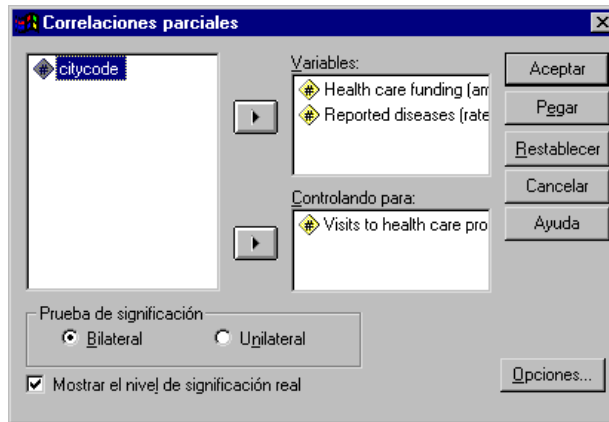 Correlaciones parciales
citycode
Variables:
Health care funding (am
Reported diseases (rate
Controlando para:
Visits to health care pro
Aceptar
Pegar
Restablecer
Cancelar
Ayuda
Prueba de significación
Bilateral
Unilateral
Mostrar el nivel de significación real
Opciones...